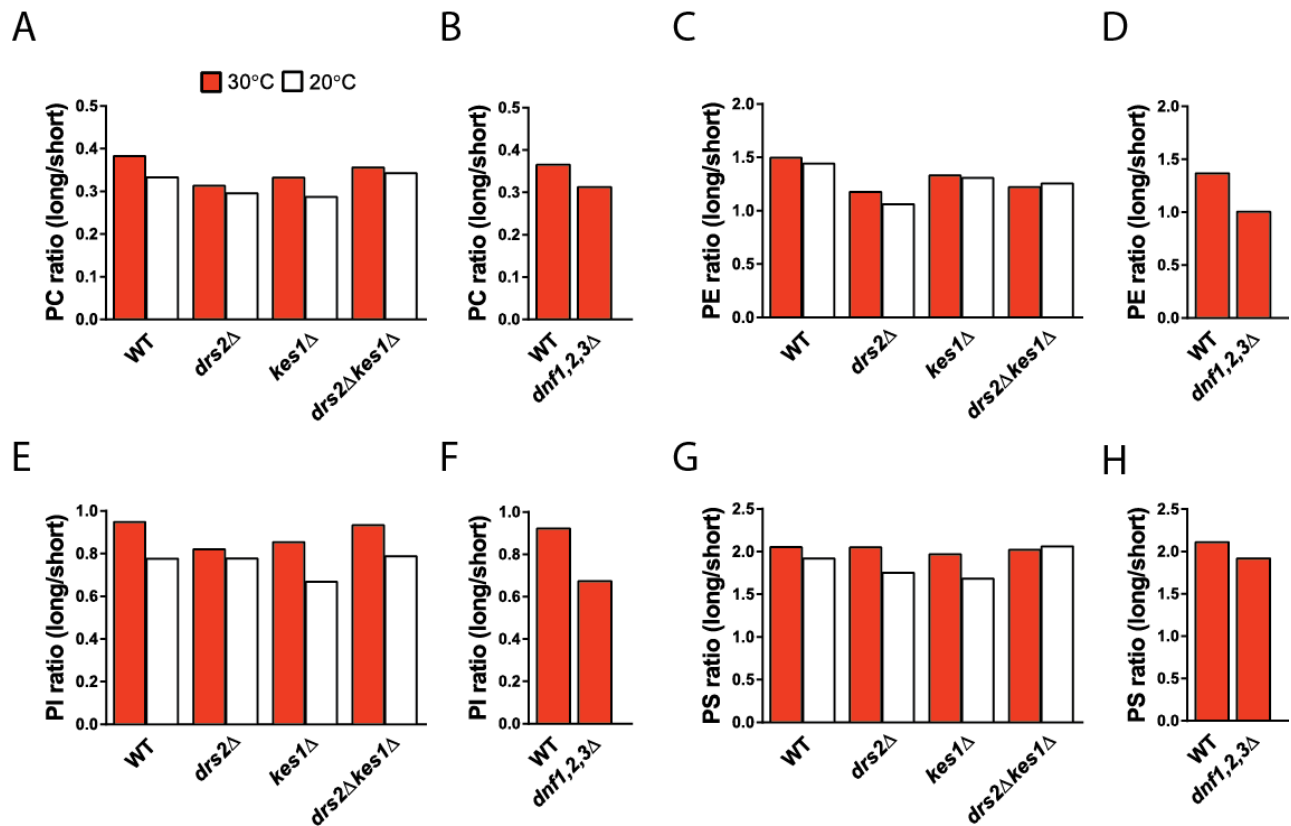 A
B
C
D
30°C 20°C
PC ratio (long/short)
0.5
0.4
0.3
0.2
0.1
0.0
WT
drs2Δ
kes1Δ
drs2Δkes1Δ
PC ratio (long/short)
0.5
0.4
0.3
0.2
0.1
0.0
WT
dnf1,2,3Δ
PE ratio (long/short)
2.0
1.5
1.0
0.5
0.0
WT
drs2Δ
kes1Δ
drs2Δkes1Δ
PE ratio (long/short)
2.0
1.5
1.0
0.5
0.0
WT
dnf1,2,3Δ
E
F
G
H
PI ratio (long/short)
1.0
0.8
0.6
0.4
0.2
0.0
WT
drs2Δ
kes1Δ
drs2Δkes1Δ
PI ratio (long/short)
1.0
0.8
0.6
0.4
0.2
0.0
WT
dnf1,2,3Δ
PS ratio (long/short)
2.5
2.0
1.5
1.0
0.5
0.0
WT
drs2Δ
kes1Δ
drs2Δkes1Δ
PS ratio (long/short)
2.5
2.0
1.5
1.0
0.5
0.0
WT
dnf1,2,3Δ